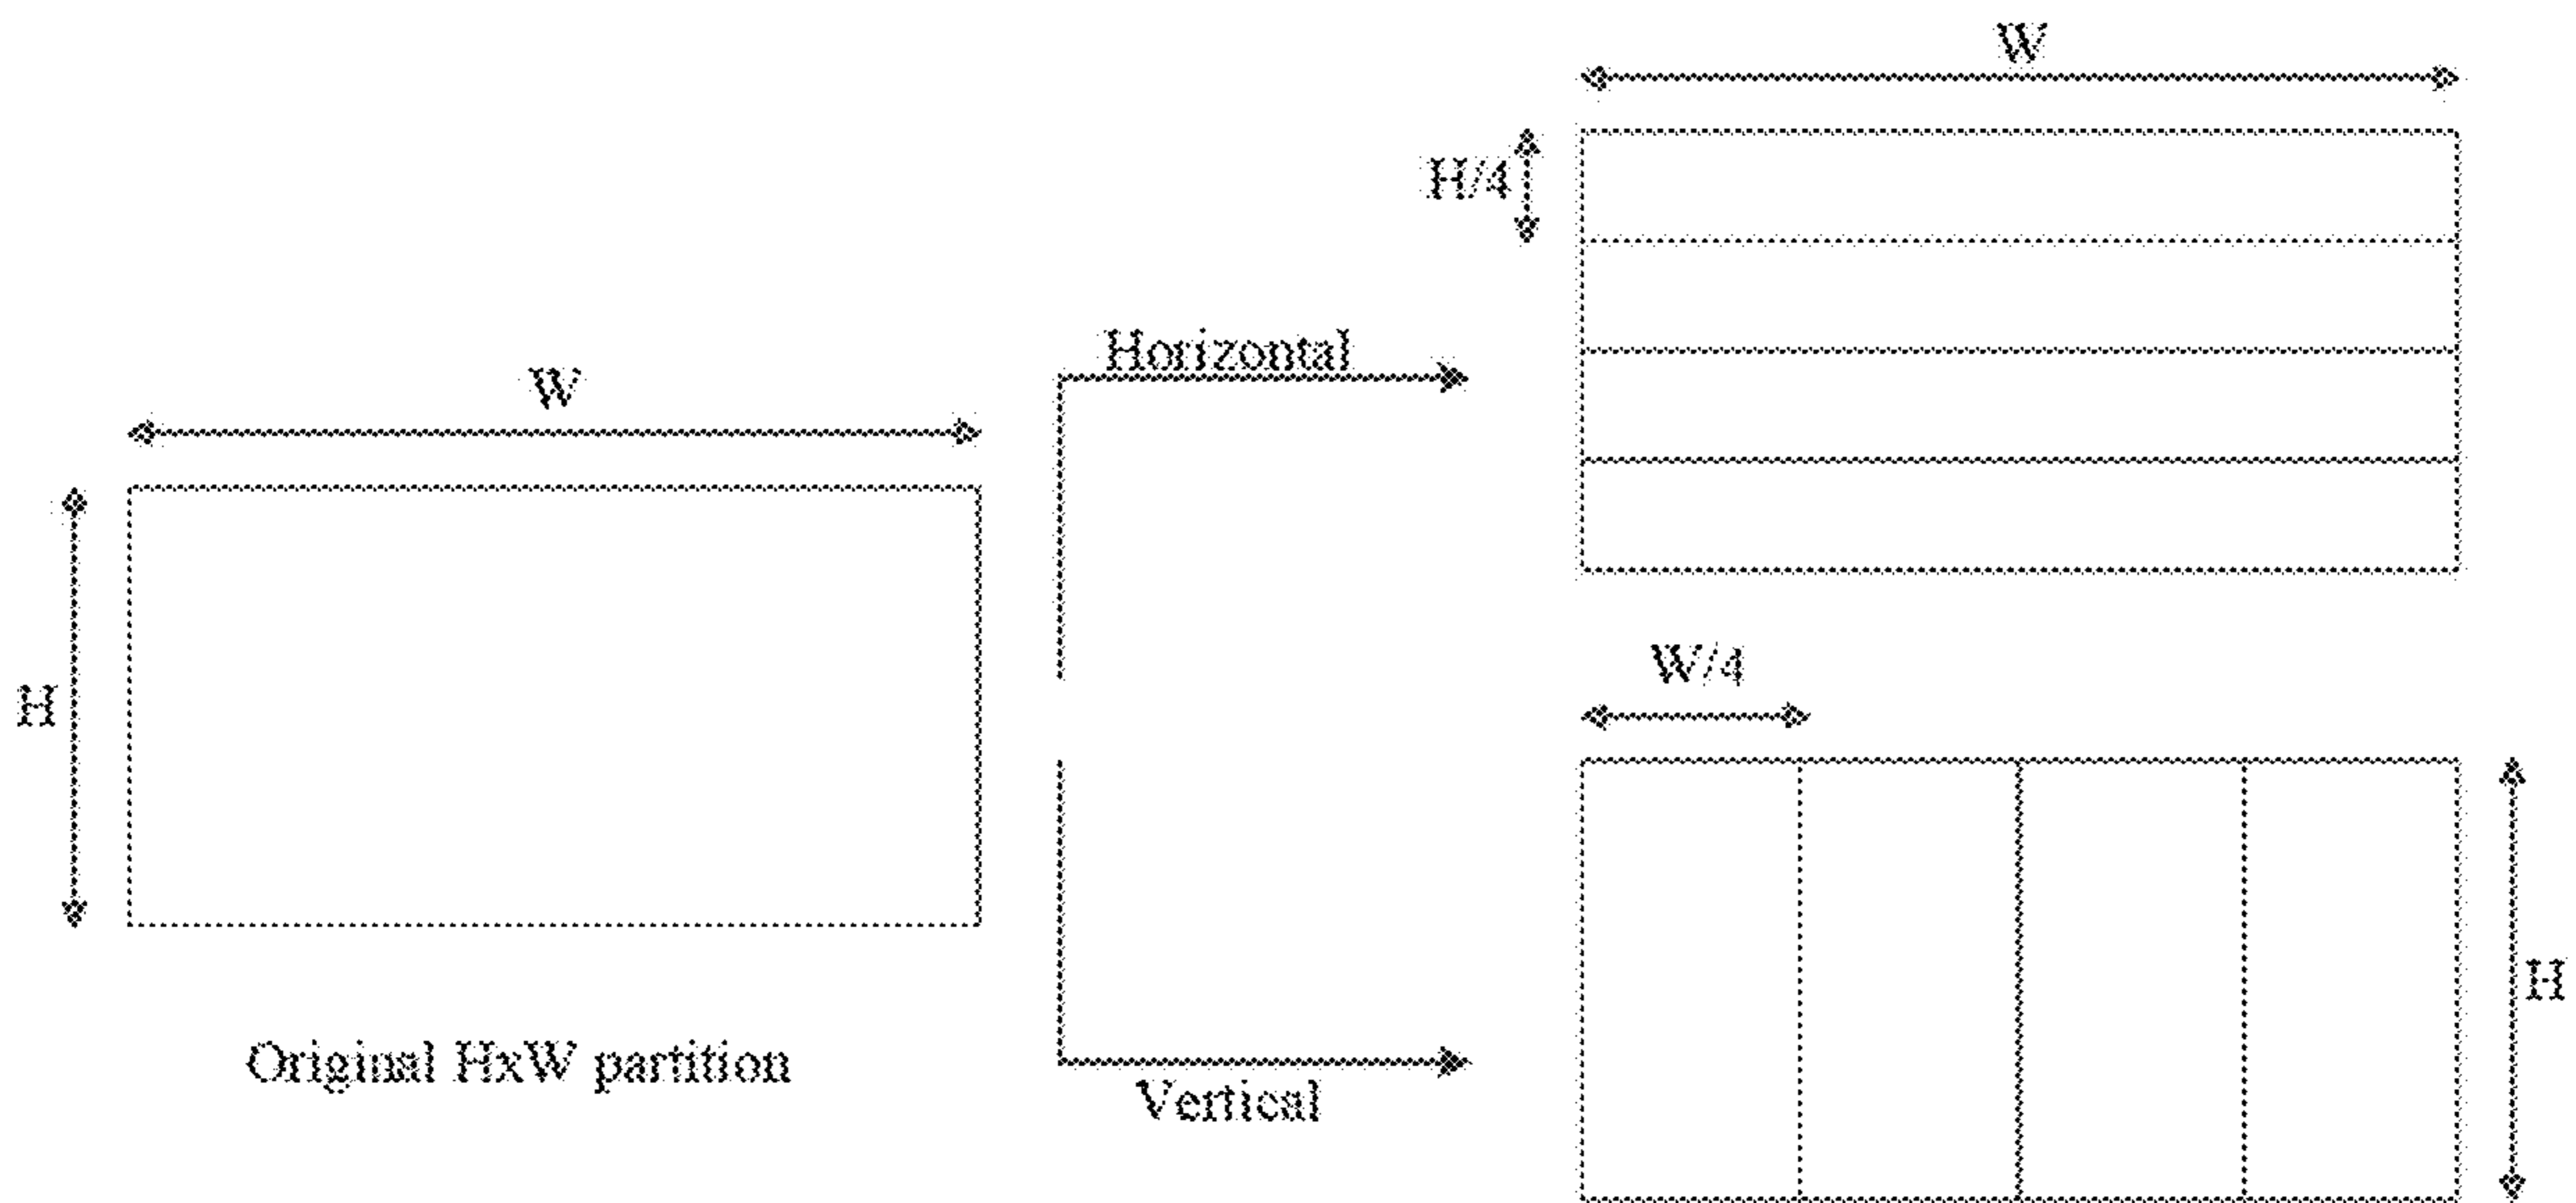 W
H
Original HxW partition
Horizontal
Vertical
W
H/4
W/4
H